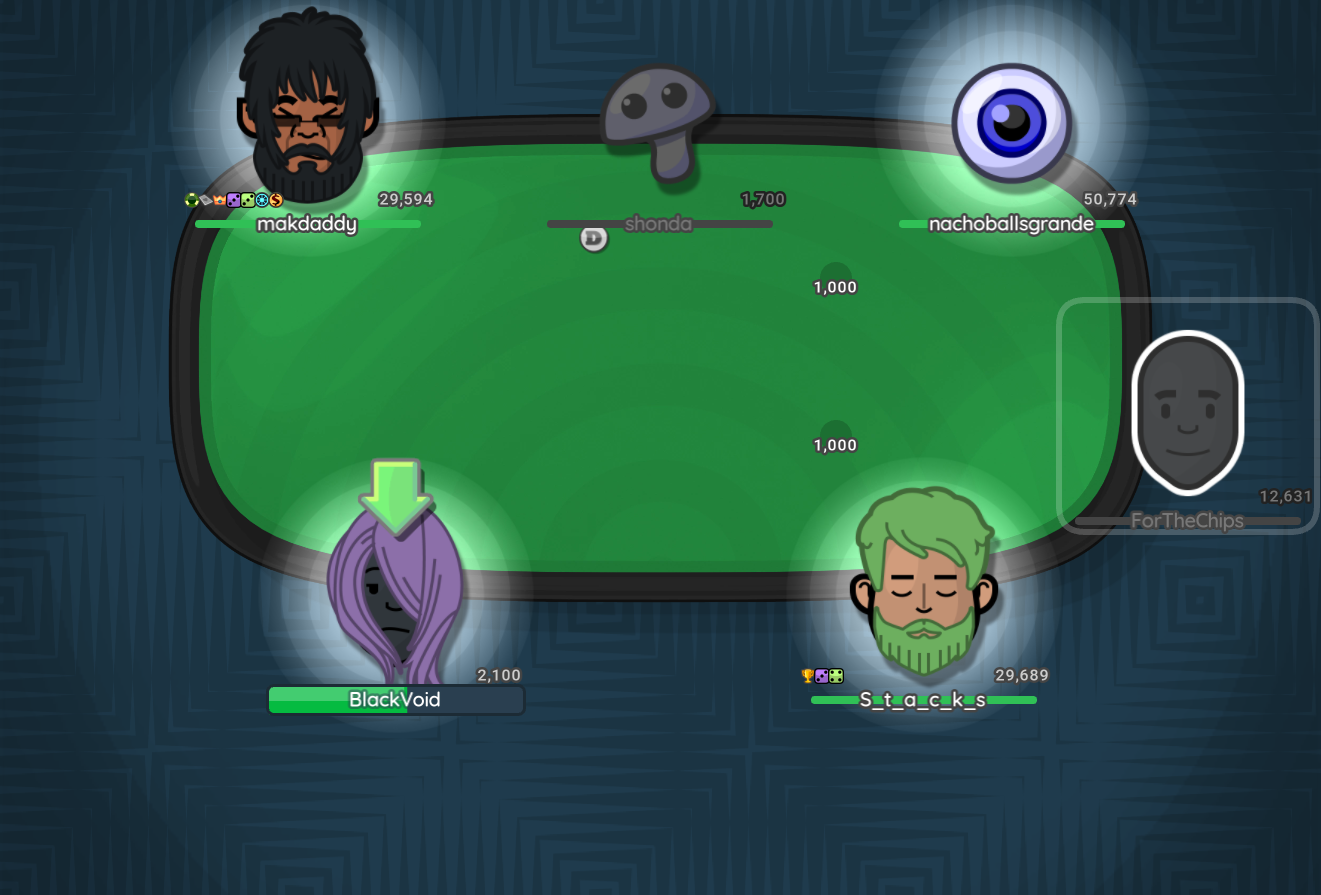 29,594
makdaddy
1,700
shonda
D
50,774
nachoballsgrande
1,000
1,000
12,631
ForTheChips
2,100
BlackVoid
29,689
S_t_a_c_k_s